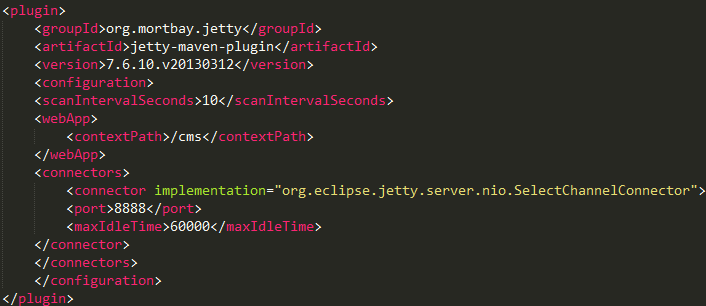 <plugin>
<groupId>org.mortbay.jetty</groupId>
<artifactId>jetty-maven-plugin</artifactId>
<version>7.6.10.v20130312</version>
<configuration>
<scanIntervalSeconds>10</scanIntervalSeconds>
<webApp>
<contextPath>/cms</contextPath>
</webApp>
<connectors>
<connector implementation="org.eclipse.jetty.server.nio.SelectChannelConnector">
<port>8888</port>
<maxIdleTime>60000</maxIdleTime>
</connector>
</connectors>
</configuration>
</plugin>